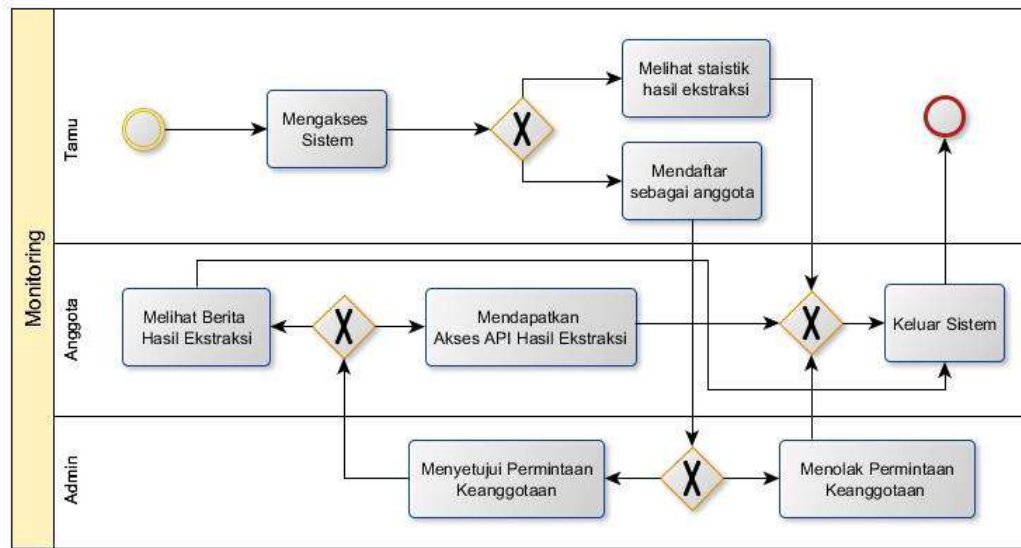 Monitoring
Tamu
Mengakses
Sistem
Melihat staistik
hasil ekstraksi
Mendaftar
sebagai anggota
Anggota
Melihat Berita
Hasil Ekstraksi
Mendapatkan
Akses API Hasil Ekstraksi
Keluar Sistem
Admin
Menyetujui Permintaan
Keanggotaan
Menolak Permintaan
Keanggotaan